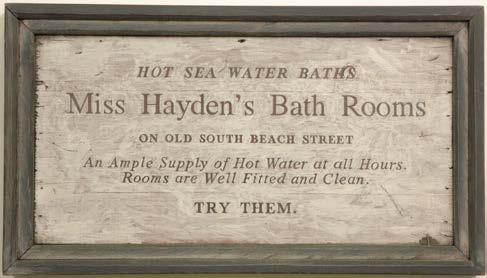 HOT SEA WATER BATHS
Miss Hayden's Bath Rooms
ON OLD SOUTH BEACH STREET
An Ample Supply of Hot Water at all Hours.
Rooms are Well Fitted and Clean.
TRY THEM.